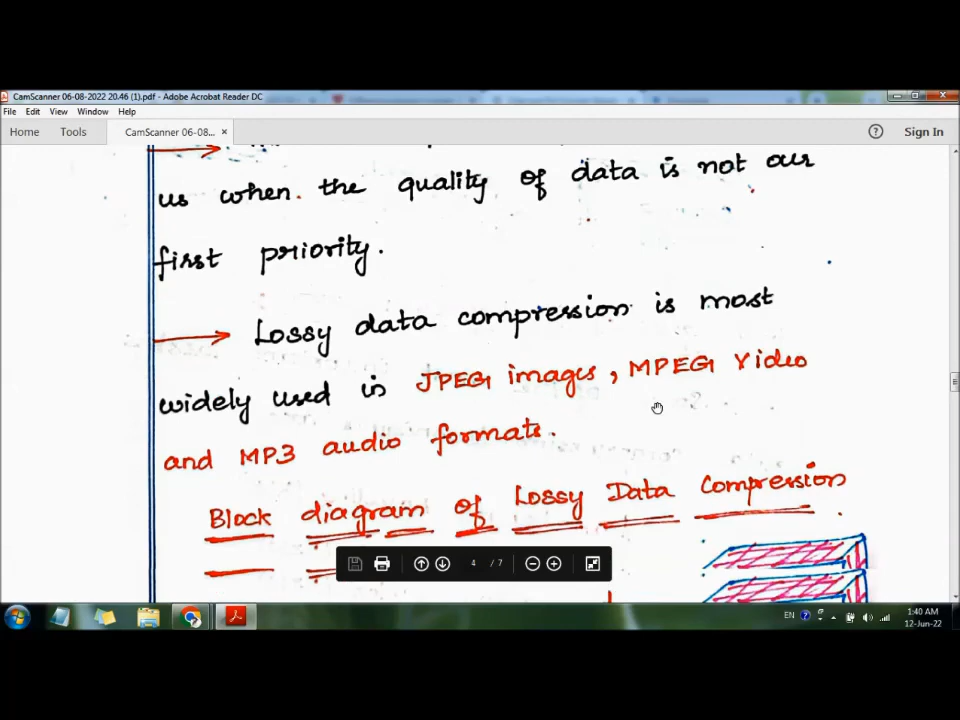 CamScanner 06-08-2022 20.46 (1).pdf - Adobe Acrobat Reader DC
File Edit View Window Help
Home Tools CamScanner 06-08... × Sign In
us when the quality of data is not our
first priority.
Lossy data compression is most
widely used in JPEG images, MPEG Video
and MP3 audio formats.
Block diagram of Lossy Data Compression
4 / 7
EN 1:40 AM
12-Jun-22